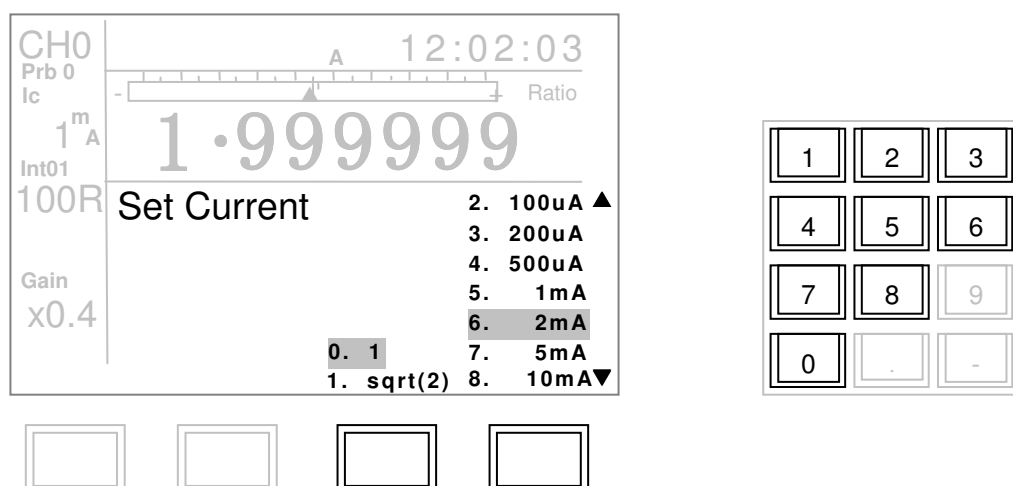 CH0
Prb 0
Ic
1 m A
Int01
100R
Gain
x0.4
A
12:02:03
- + Ratio
1.999999
Set Current
2. 100uA ▲
3. 200uA
4. 500uA
5. 1mA
6. 2mA
0. 1
7. 5mA
1. sqrt(2)
8. 10mA▼
1 2 3
4 5 6
7 8 9
0 . -